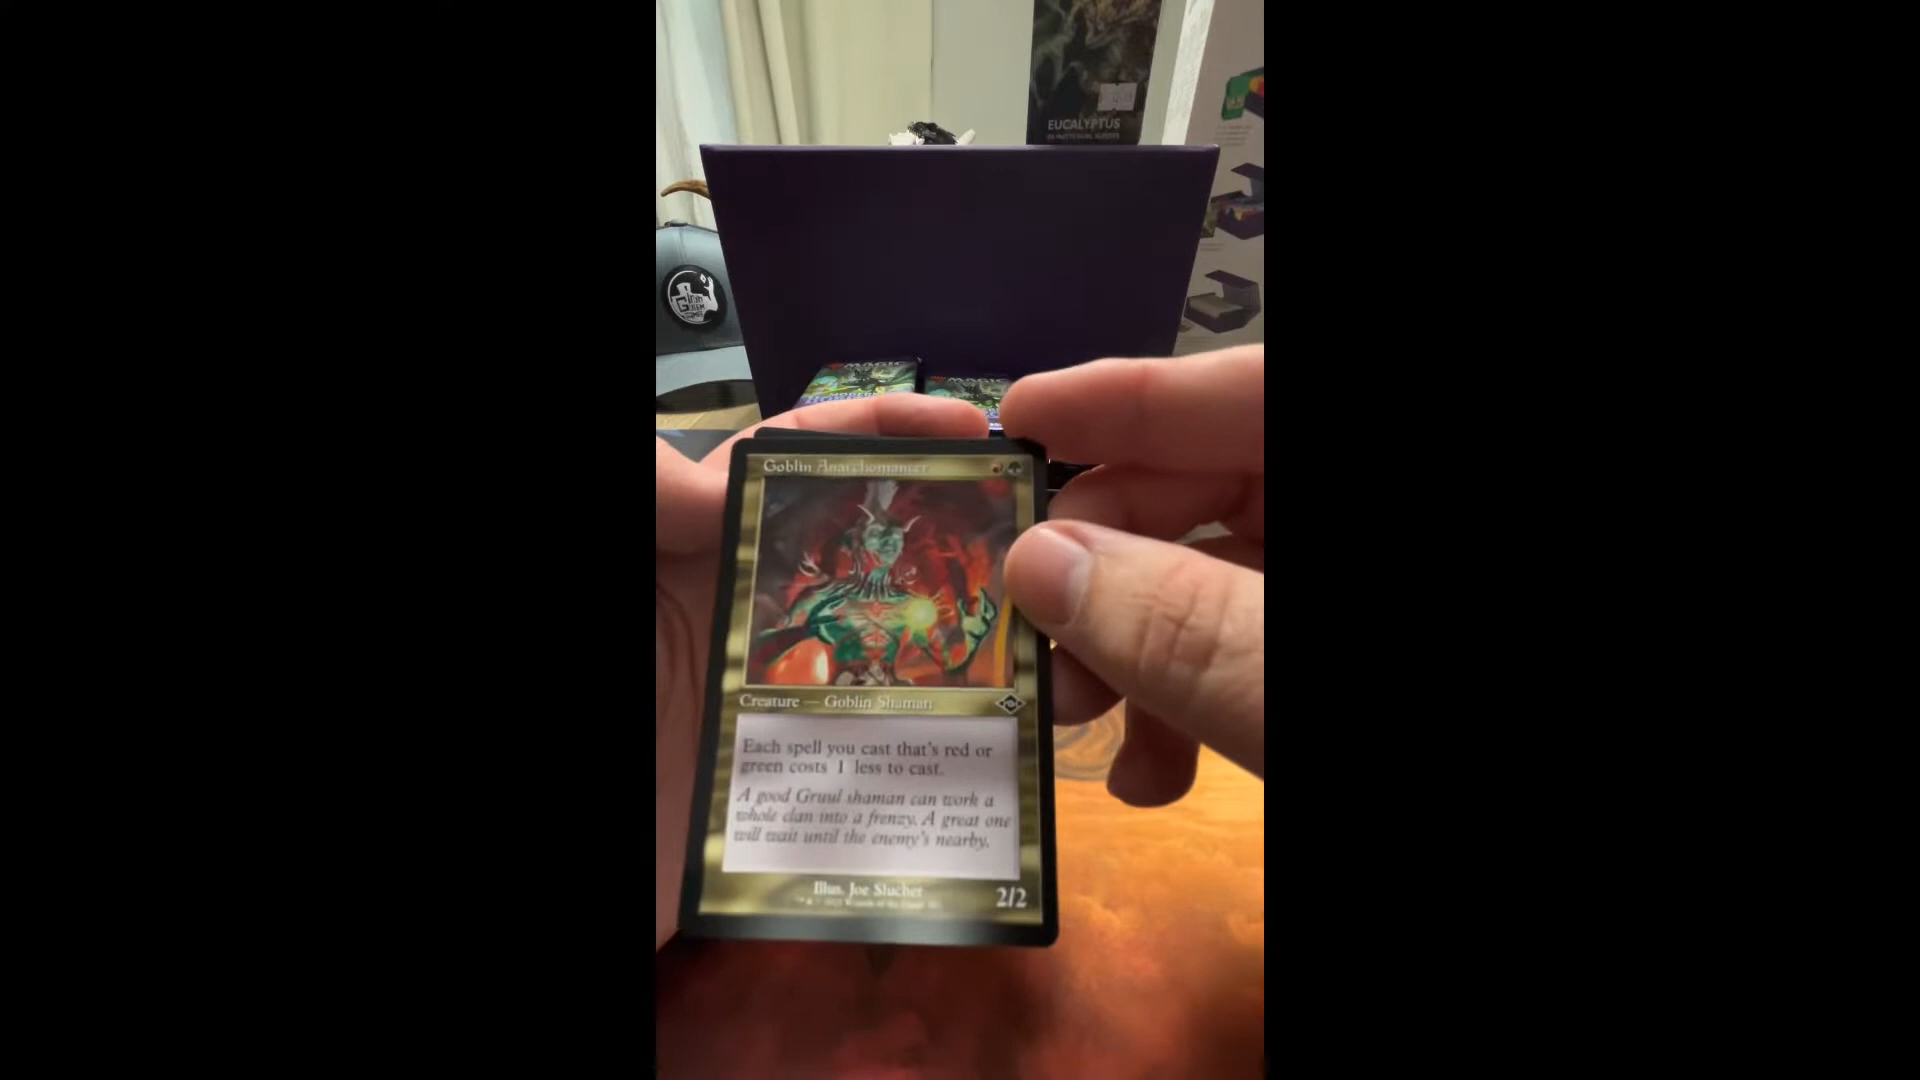 EUCALYPTUS
MAGIC
MAGIC
Goblin Anarchomancer
Creature — Goblin Shaman
Each spell you cast that's red or
green costs 1 less to cast.
A good Gruul shaman can work a
whole clan into a frenzy. A great one
will wait until the enemy's nearby.
Illus. Joe Slucher
2/2